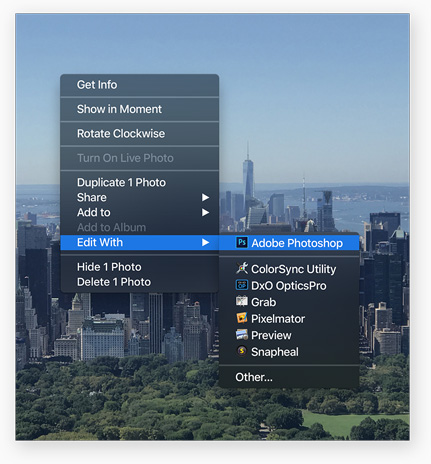 Get Info
Show in Moment
Rotate Clockwise
Turn On Live Photo
Duplicate 1 Photo
Share
Add to
Add to Album
Edit With
Hide 1 Photo
Delete 1 Photo
Ps Adobe Photoshop
ColorSync Utility
DxO OpticsPro
Grab
Pixelmator
Preview
Snapheal
Other...